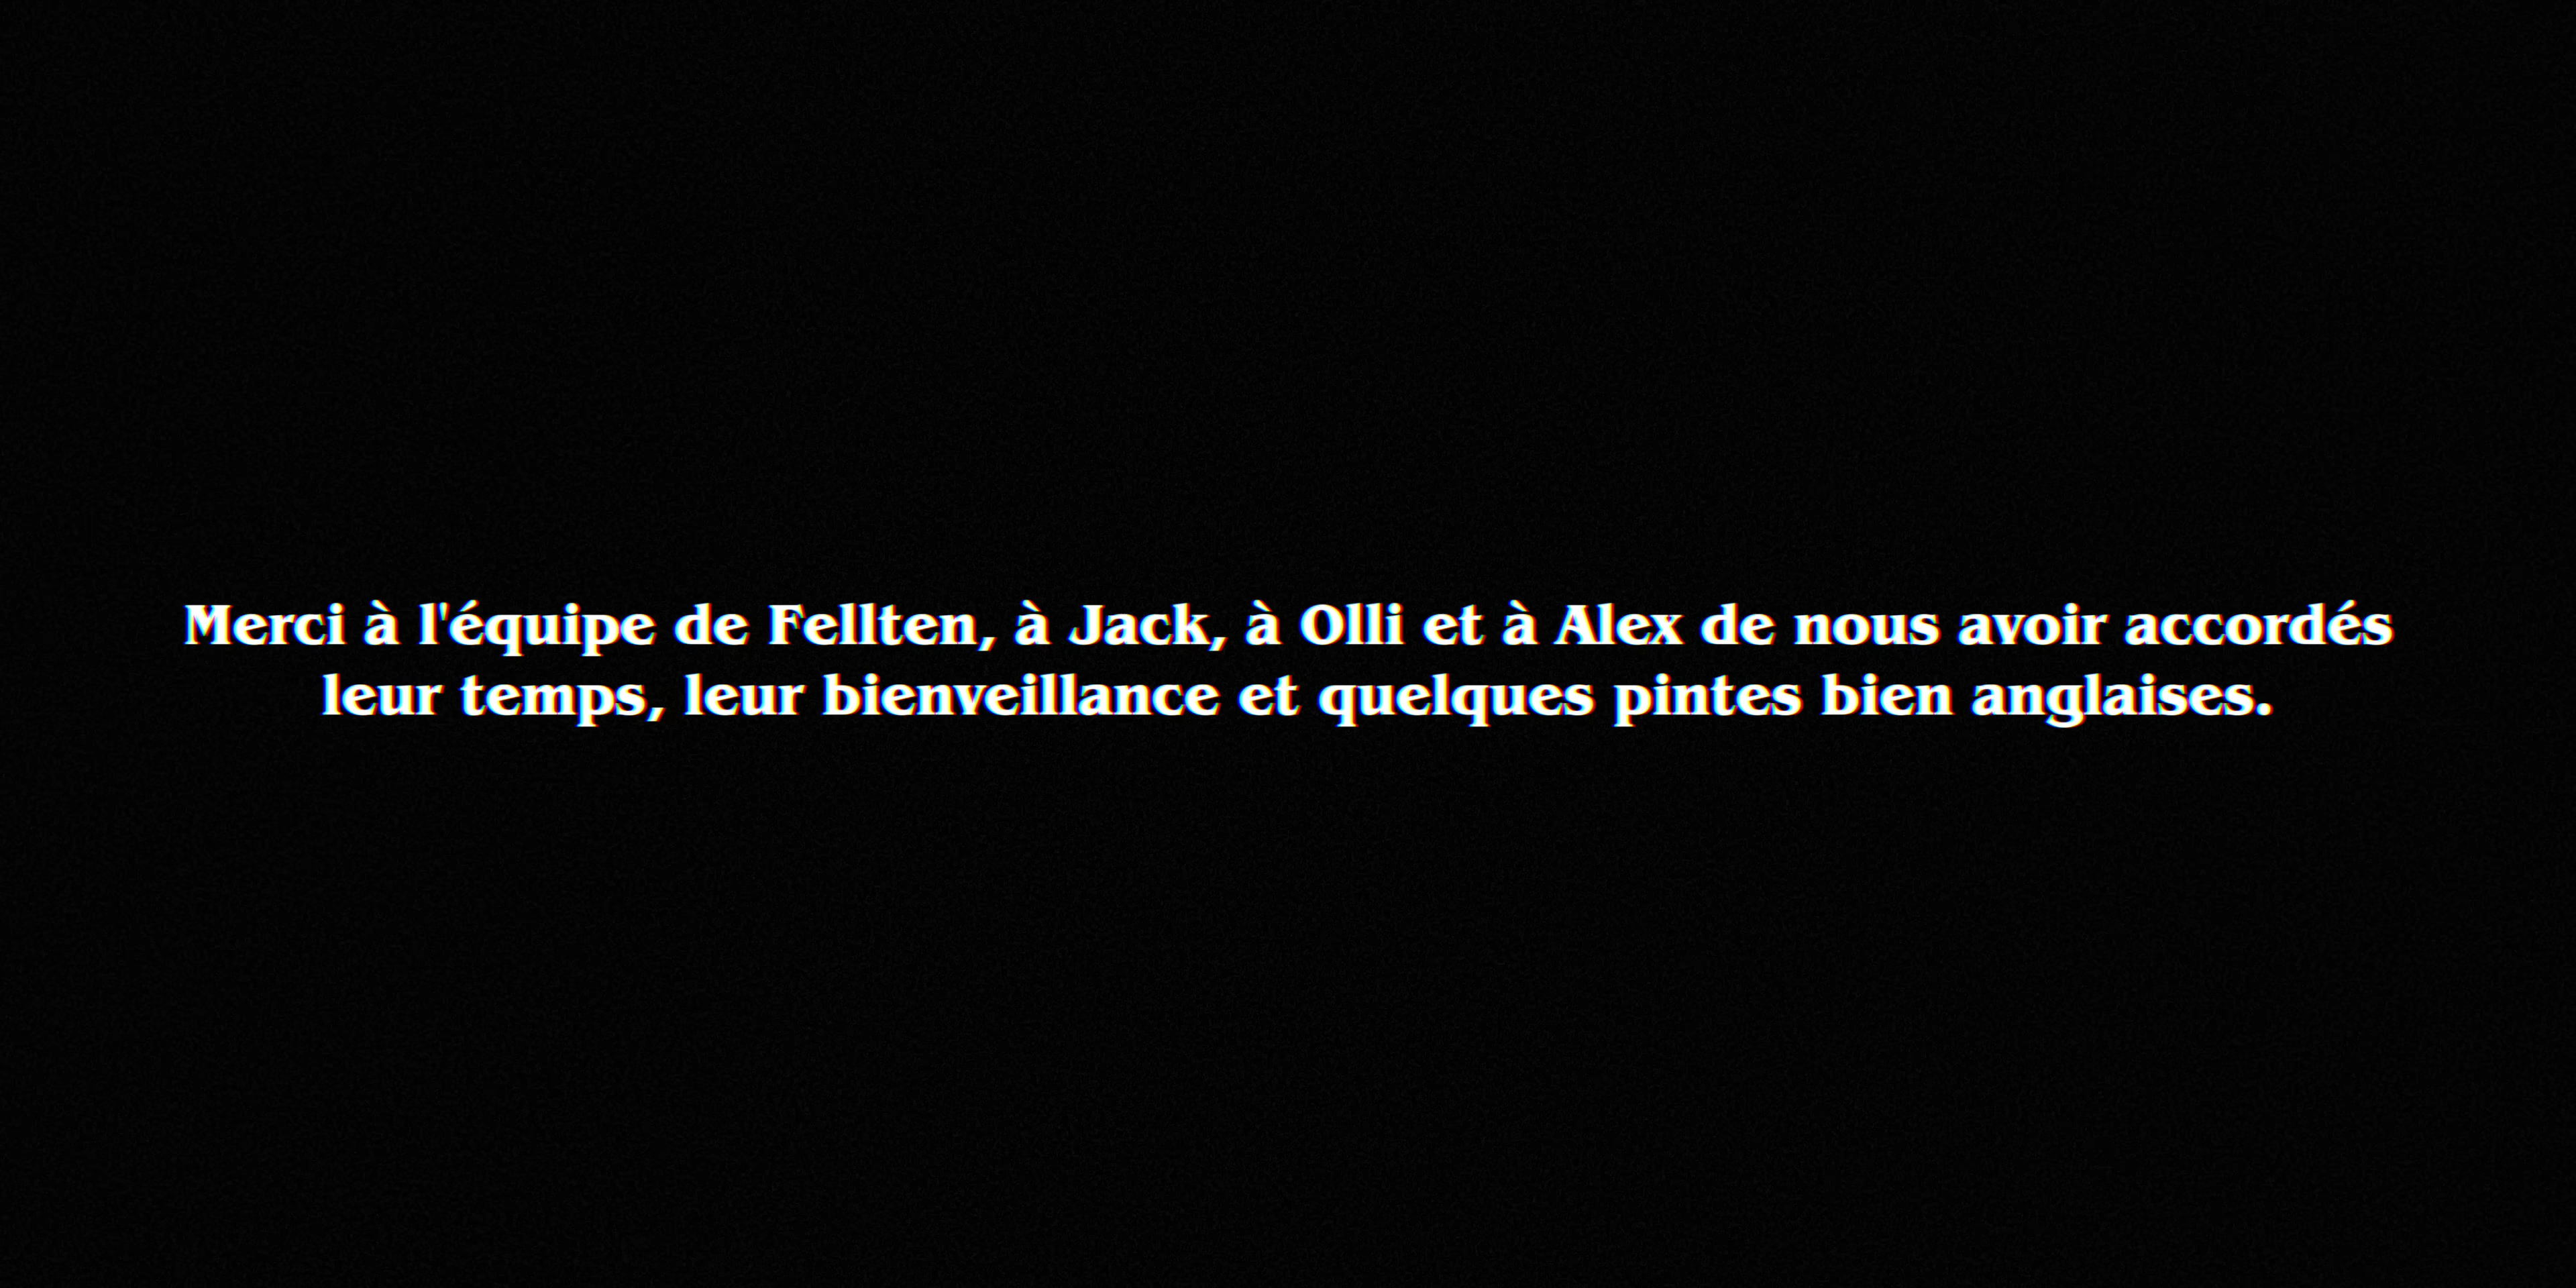 Merci à l'équipe de Fellten, à Jack, à Olli et à Alex de nous avoir accordés
leur temps, leur bienveillance et quelques pintes bien anglaises.